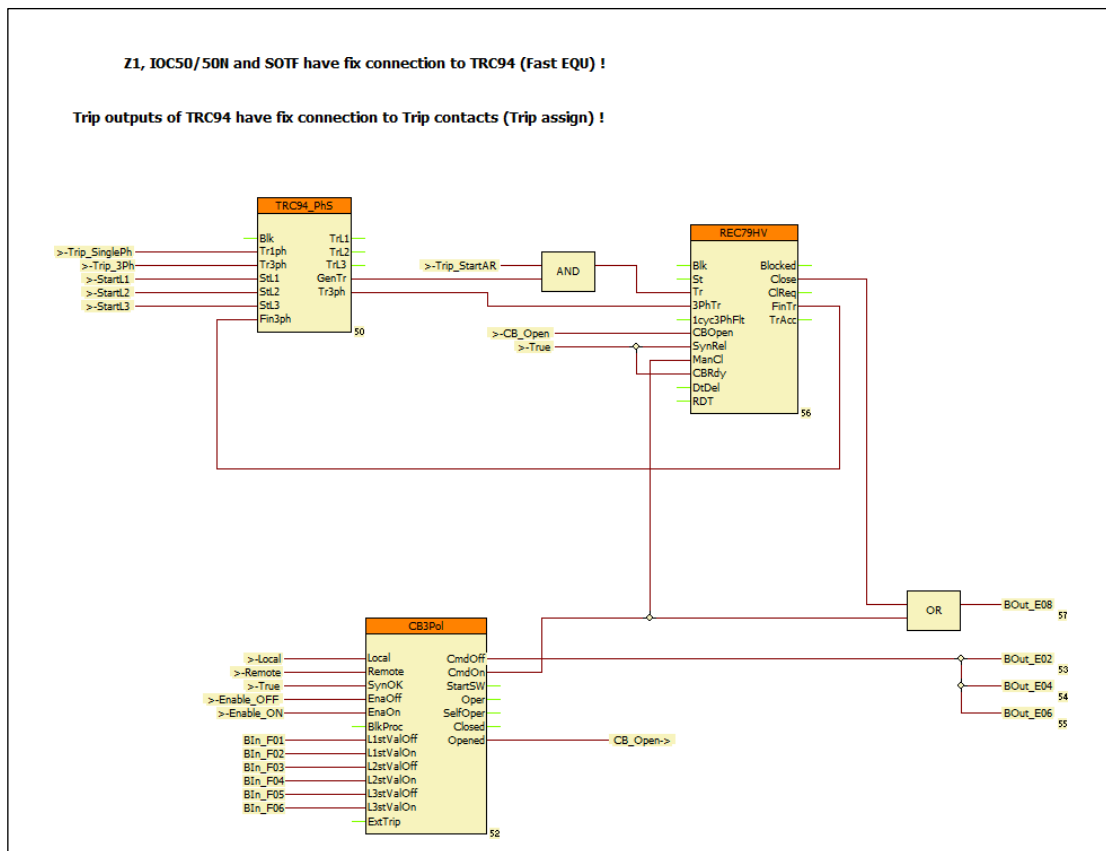 Z1, IOC50/50N and SOTF have fix connection to TRC94 (Fast EQU) !
Trip outputs of TRC94 have fix connection to Trip contacts (Trip assign) !
TRC94_PhS
Blk TrL1
>-Trip_SinglePh Tr1ph TrL2
>-Trip_3Ph Tr3ph TrL3
>-StartL1 StL1 GenTr
>-StartL2 StL2 Tr3ph
>-StartL3 StL3
Fin3ph
50
>-Trip_StartAR
AND
REC79HV
Blk Blocked
St Close
Tr ClReq
3PhTr FinTr
1cyc3PhFlt TrAcc
>-CB_Open CBOpen
>-True SynRel
ManCl
CBRdy
DtDel
RDT
56
OR
BOut_E08
57
CB3Pol
>-Local Local CmdOff
>-Remote Remote CmdOn
>-True SynOK StartSW
>-Enable_OFF EnaOff Oper
>-Enable_ON EnaOn SelfOper
BlkProc Closed
BIn_F01 L1stValOff Opened
BIn_F02 L1stValOn
BIn_F03 L2stValOff
BIn_F04 L2stValOn
BIn_F05 L3stValOff
BIn_F06 L3stValOn
ExtTrip
52
CB_Open->
BOut_E02
53
BOut_E04
54
BOut_E06
55